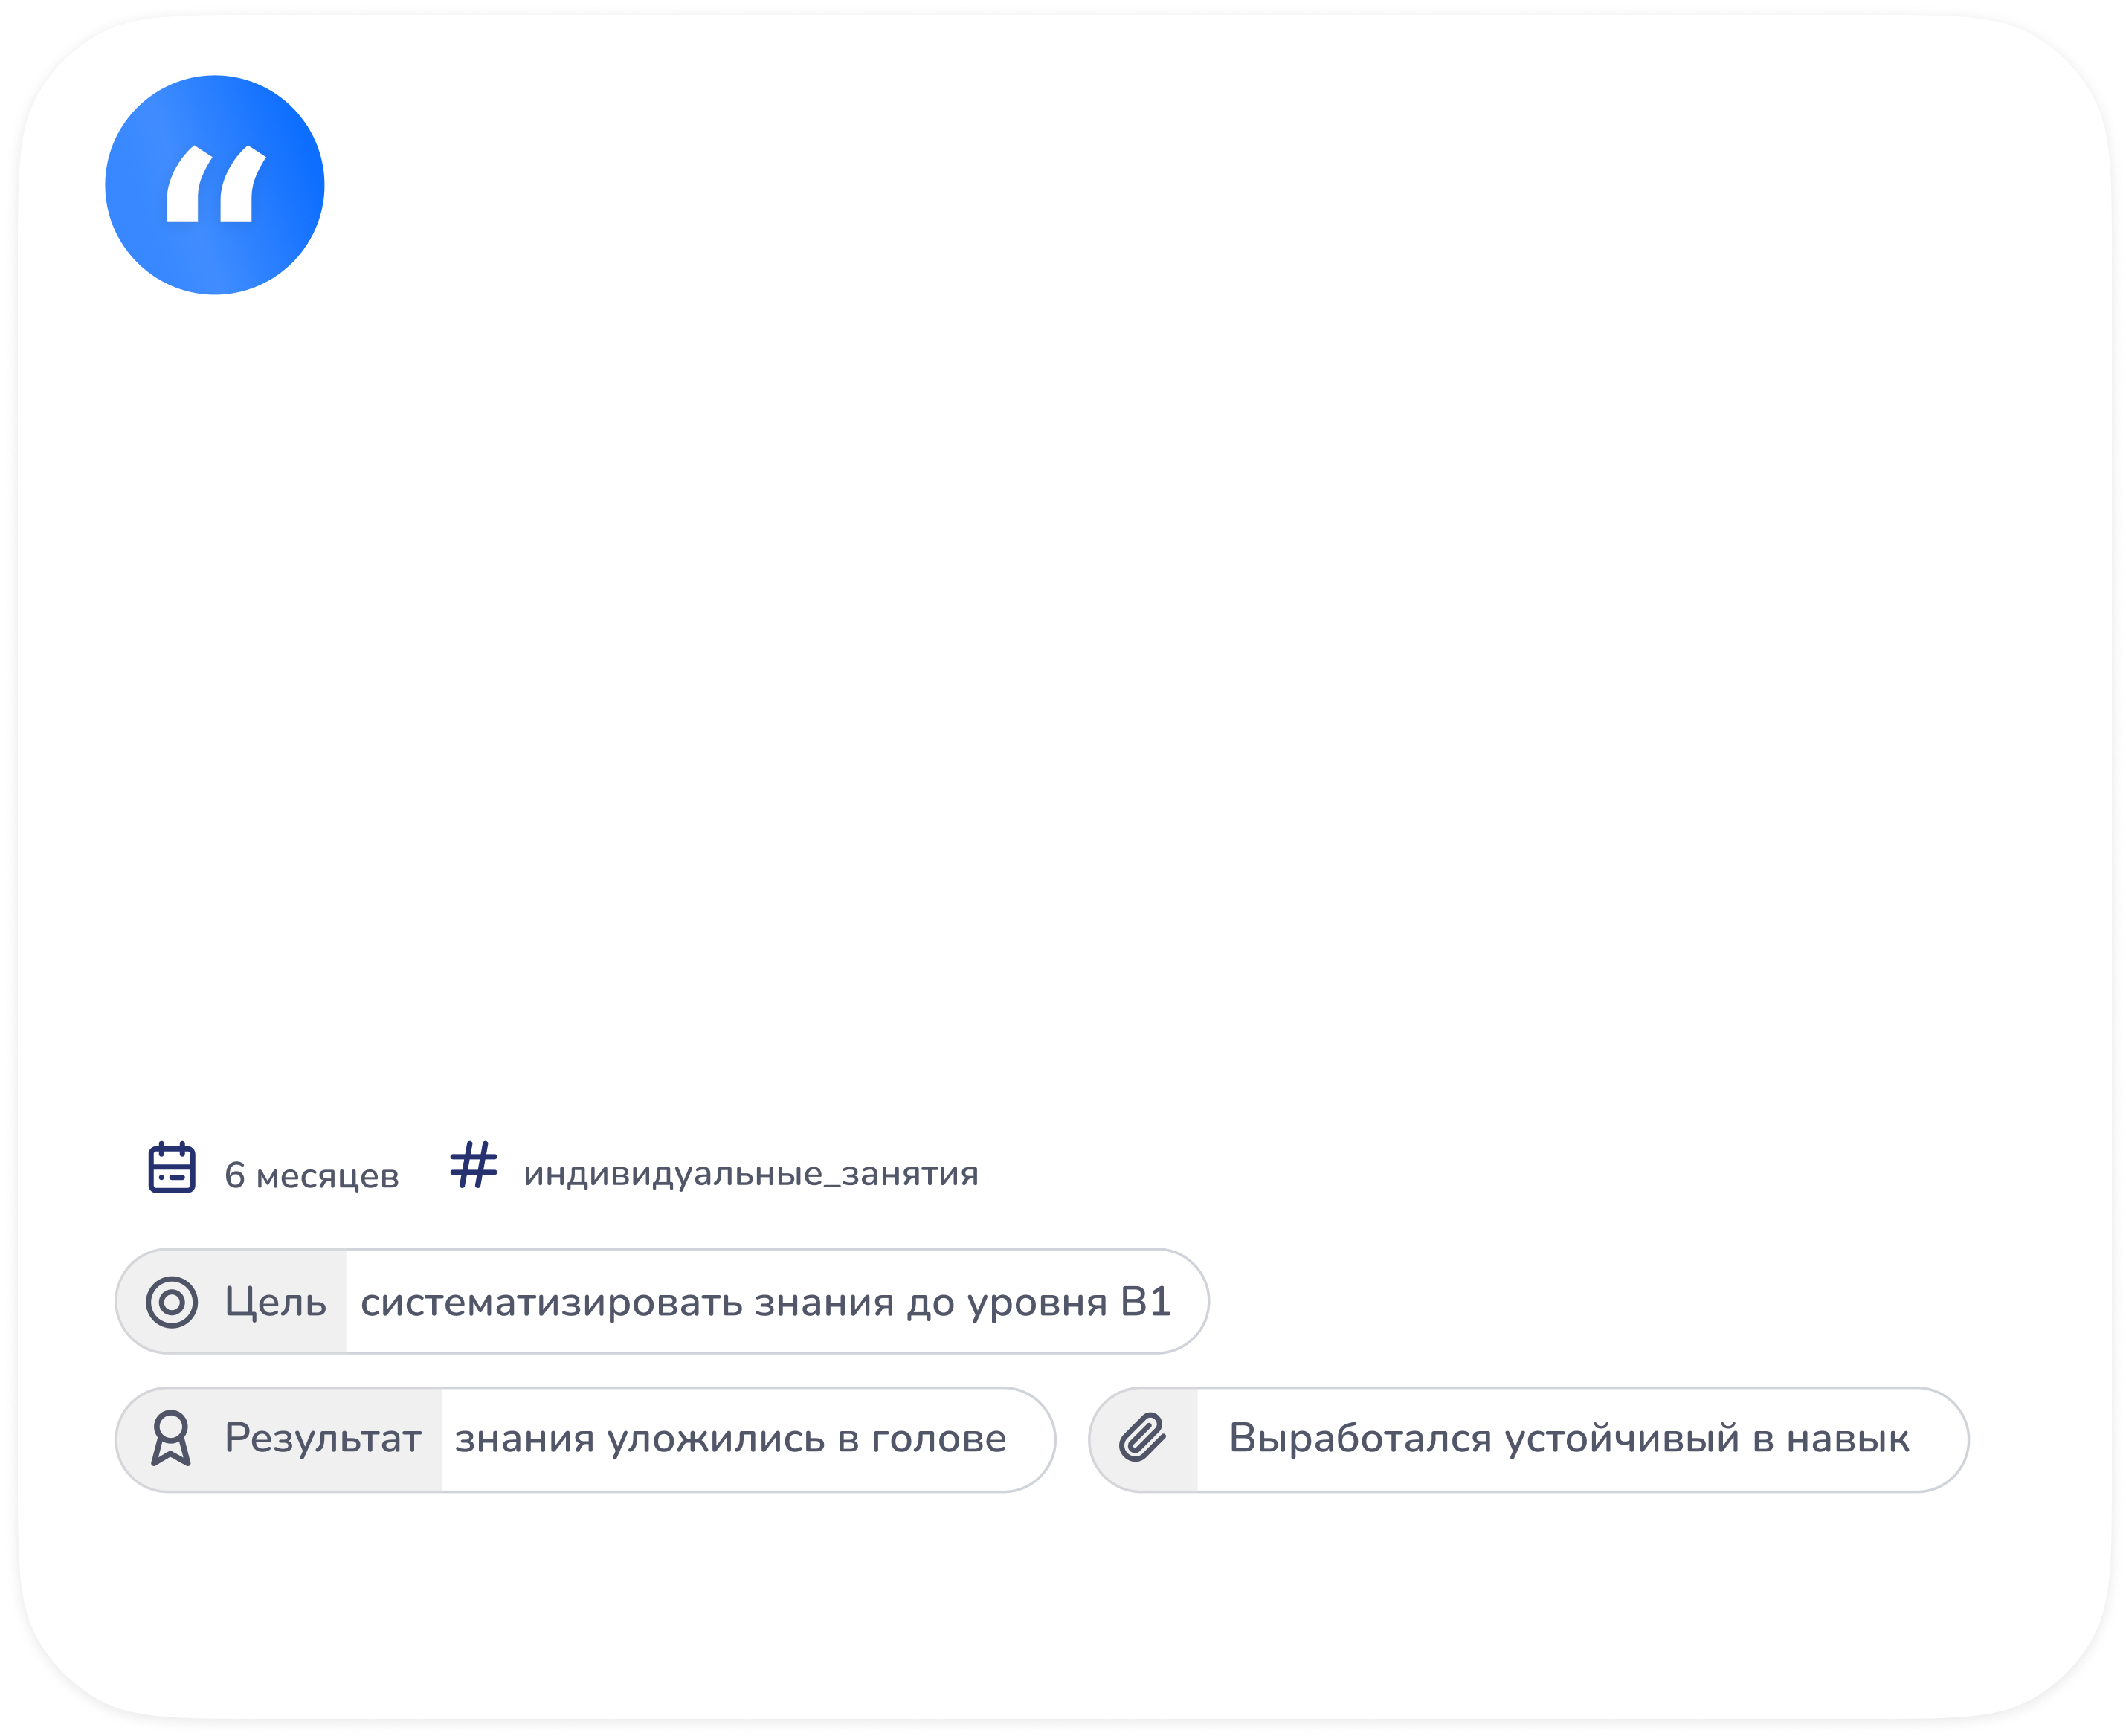 “
6 месяцев # индивидуальные_занятия
Цель систематизировать знания до уровня B1
Результат знания уложились в голове
Выработался устойчивый навык